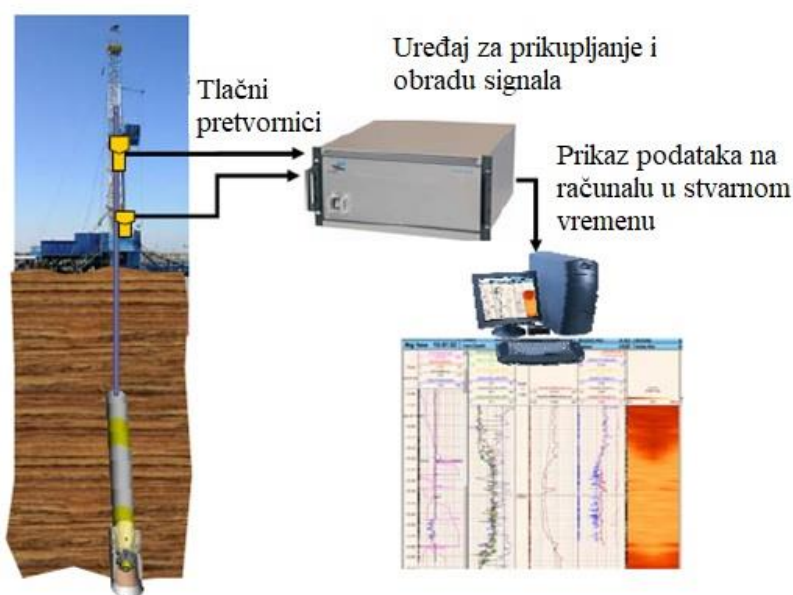 Uređaj za prikupljanje i
obradu signala
Tlačni
pretvornici
Prikaz podataka na
računalu u stvarnom
vremenu